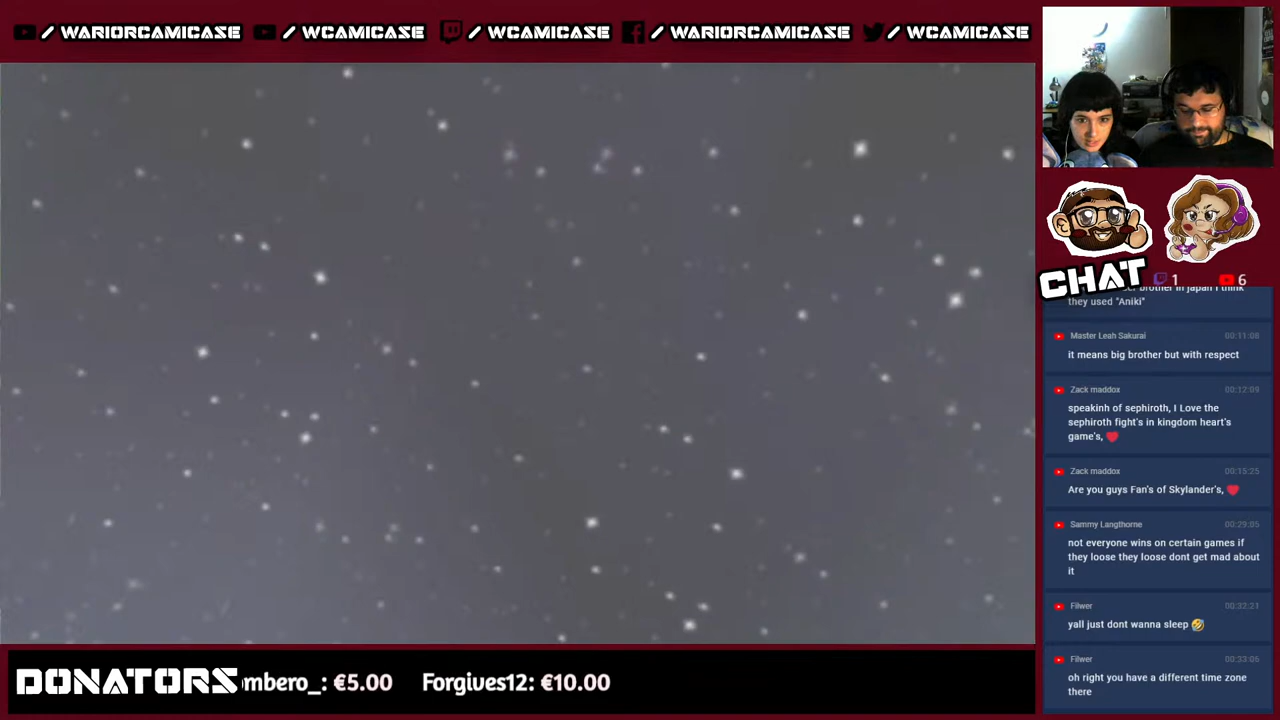 / WARIORCAMICASE / WCAMICASE / WCAMICASE / WARIORCAMICASE / WCAMICASE
CHAT
1 6
brother in japan I think
they used "Aniki"
Master Leah Sakurai 00:11:08
it means big brother but with respect
Zack maddox 00:12:09
speakinh of sephiroth, I Love the
sephiroth fight's in kingdom heart's
game's, ❤
Zack maddox 00:15:25
Are you guys Fan's of Skylander's, ❤
Sammy Langthorne 00:29:05
not everyone wins on certain games if
they loose they loose dont get mad about
it
Filwer 00:32:21
yall just dont wanna sleep 🤣
Filwer 00:33:06
oh right you have a different time zone
there
DONATORS mbero_: €5.00 Forgives12: €10.00